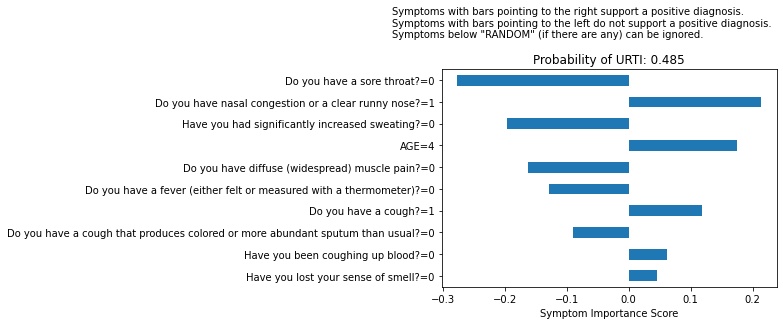 Symptoms with bars pointing to the right support a positive diagnosis.
Symptoms with bars pointing to the left do not support a positive diagnosis.
Symptoms below "RANDOM" (if there are any) can be ignored.
Probability of URTI: 0.485
Do you have a sore throat?=0
Do you have nasal congestion or a clear runny nose?=1
Have you had significantly increased sweating?=0
AGE=4
Do you have diffuse (widespread) muscle pain?=0
Do you have a fever (either felt or measured with a thermometer)?=0
Do you have a cough?=1
Do you have a cough that produces colored or more abundant sputum than usual?=0
Have you been coughing up blood?=0
Have you lost your sense of smell?=0
−0.3 −0.2 −0.1 0.0 0.1 0.2
Symptom Importance Score